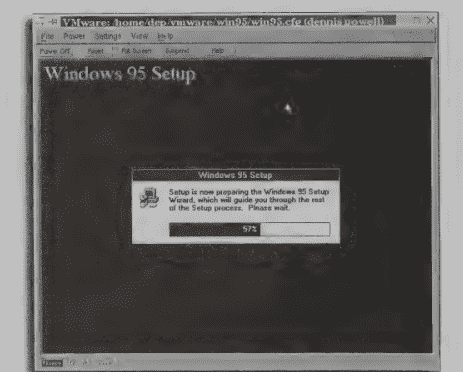 VMware: /home/dep/vmware/win95/win95.cfg (dennis powell)
File Power Settings View Help
Power Off Reset Full Screen Suspend Help
Windows 95 Setup
Windows 95 Setup
Setup is now preparing the Windows 95 Setup
Wizard, which will guide you through the rest
of the Setup process. Please wait.
57%